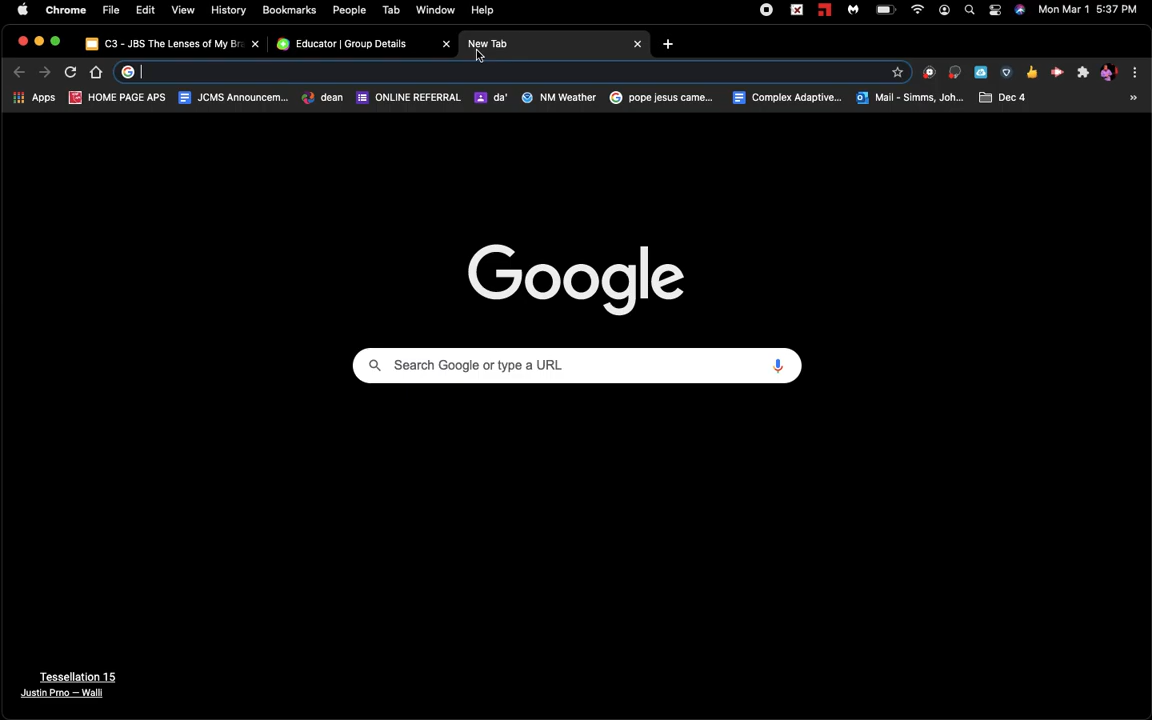 Chrome File Edit View History Bookmarks People Tab Window Help Mon Mar 1 5:37 PM
C3 - JBS The Lenses of My Bra Educator | Group Details New Tab
Apps HOME PAGE APS JCMS Announcem... dean ONLINE REFERRAL da' NM Weather pope jesus came... Complex Adaptive... Mail - Simms, Joh... Dec 4 »
Google
Search Google or type a URL
Tessellation 15
Justin Prno — Walli